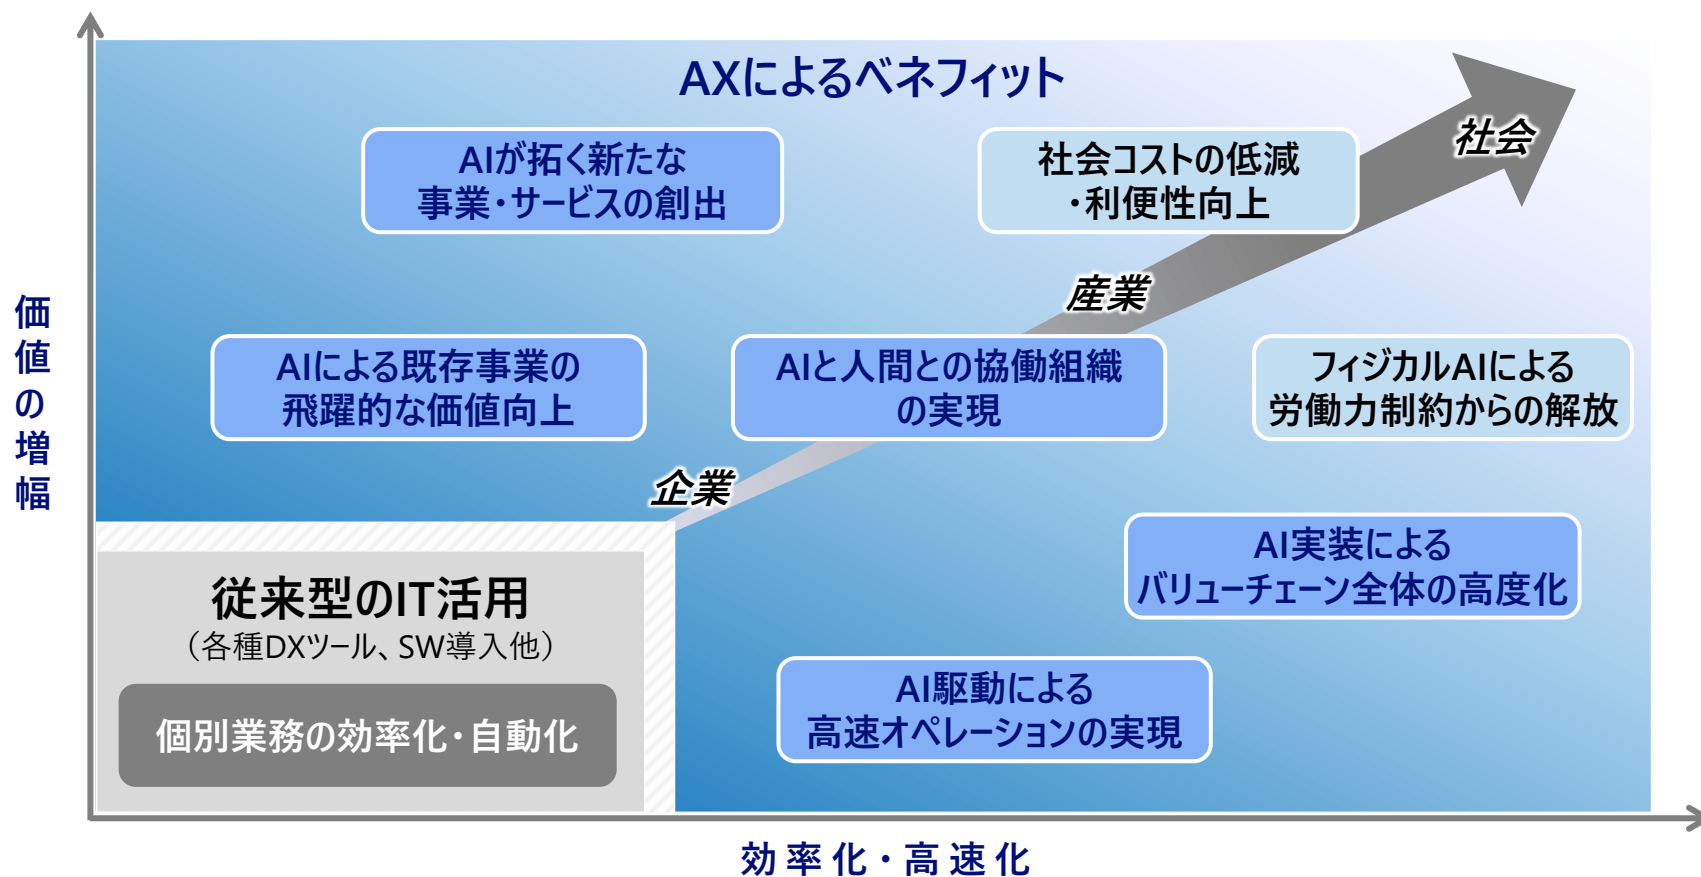 AXによるベネフィット
AIが拓く新たな
事業・サービスの創出
社会コストの低減
・利便性向上
社会
産業
価値の増幅
AIによる既存事業の
飛躍的な価値向上
AIと人間との協働組織
の実現
フィジカルAIによる
労働力制約からの解放
企業
AI実装による
バリューチェーン全体の高度化
従来型のIT活用
（各種DXツール、SW導入他）
個別業務の効率化・自動化
AI駆動による
高速オペレーションの実現
効率化・高速化